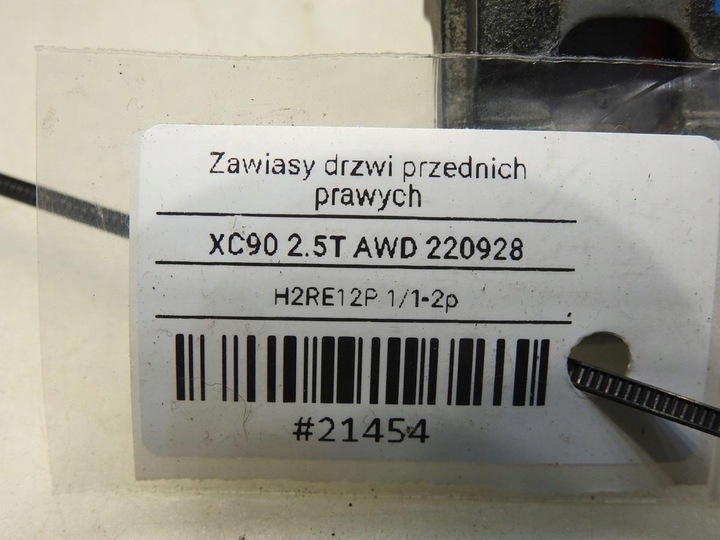 Zawiasy drzwi przednich
prawych
XC90 2.5T AWD 220928
H2RE12P 1/1-2p
#21454